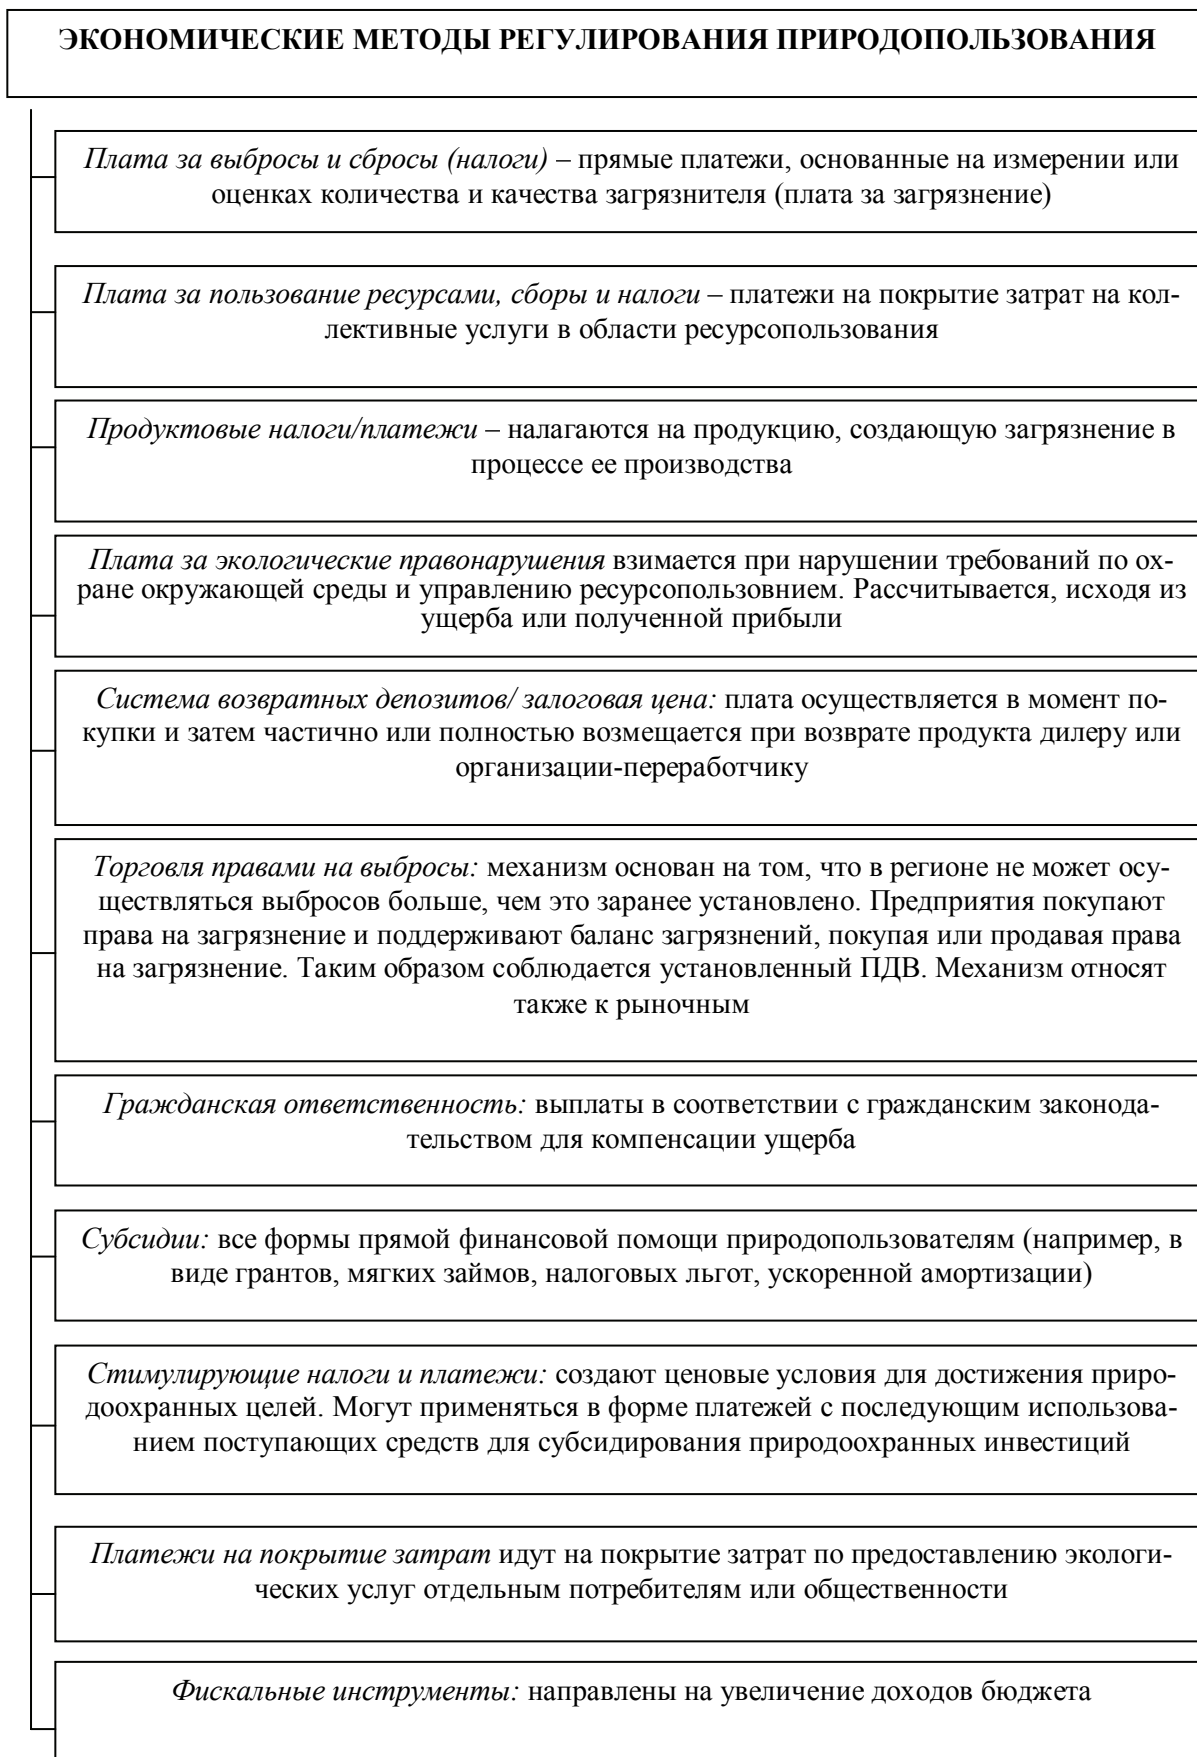 ЭКОНОМИЧЕСКИЕ МЕТОДЫ РЕГУЛИРОВАНИЯ ПРИРОДОПОЛЬЗОВАНИЯ
Плата за выбросы и сбросы (налоги) – прямые платежи, основанные на измерении или
оценках количества и качества загрязнителя (плата за загрязнение)
Плата за пользование ресурсами, сборы и налоги – платежи на покрытие затрат на кол-
лективные услуги в области ресурсопользования
Продуктовые налоги/платежи – налагаются на продукцию, создающую загрязнение в
процессе ее производства
Плата за экологические правонарушения взимается при нарушении требований по ох-
ране окружающей среды и управлению ресурсопользовнием. Рассчитывается, исходя из
ущерба или полученной прибыли
Система возвратных депозитов/ залоговая цена: плата осуществляется в момент по-
купки и затем частично или полностью возмещается при возврате продукта дилеру или
организации-переработчику
Торговля правами на выбросы: механизм основан на том, что в регионе не может осу-
ществляться выбросов больше, чем это заранее установлено. Предприятия покупают
права на загрязнение и поддерживают баланс загрязнений, покупая или продавая права
на загрязнение. Таким образом соблюдается установленный ПДВ. Механизм относят
также к рыночным
Гражданская ответственность: выплаты в соответствии с гражданским законода-
тельством для компенсации ущерба
Субсидии: все формы прямой финансовой помощи природопользователям (например, в
виде грантов, мягких займов, налоговых льгот, ускоренной амортизации)
Стимулирующие налоги и платежи: создают ценовые условия для достижения приро-
доохранных целей. Могут применяться в форме платежей с последующим использова-
нием поступающих средств для субсидирования природоохранных инвестиций
Платежи на покрытие затрат идут на покрытие затрат по предоставлению экологи-
ческих услуг отдельным потребителям или общественности
Фискальные инструменты: направлены на увеличение доходов бюджета